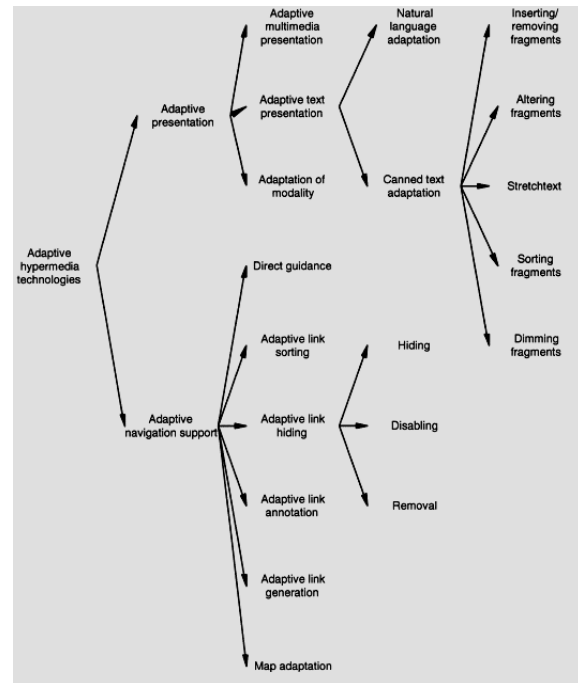 Adaptive
multimedia
presentation
Natural
language
adaptation
Inserting/
removing
fragments
Adaptive
presentation
Adaptive text
presentation
Altering
fragments
Adaptation of
modality
Canned text
adaptation
Stretchtext
Adaptive
hypermedia
technologies
Direct guidance
Sorting
fragments
Adaptive link
sorting
Hiding
Dimming
fragments
Adaptive
navigation support
Adaptive link
hiding
Disabling
Adaptive link
annotation
Removal
Adaptive link
generation
Map adaptation